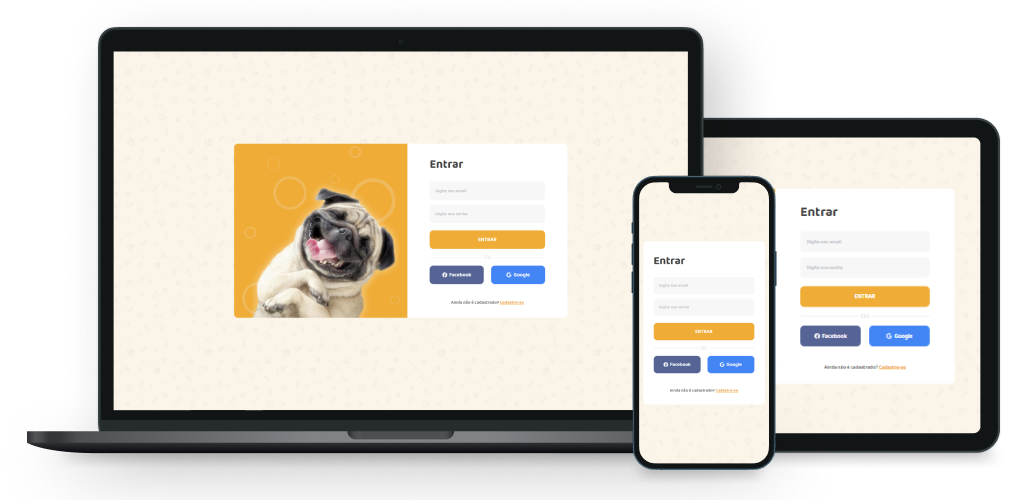 Entrar
Digite seu email
Digite sua senha
ENTRAR
OU
Facebook
Google
Ainda não é cadastrado? Cadastre-se
Entrar
Digite seu email
Digite sua senha
ENTRAR
OU
Facebook
Google
Ainda não é cadastrado? Cadastre-se
Entrar
Digite seu email
Digite sua senha
ENTRAR
OU
Facebook
Google
Ainda não é cadastrado? Cadastre-se